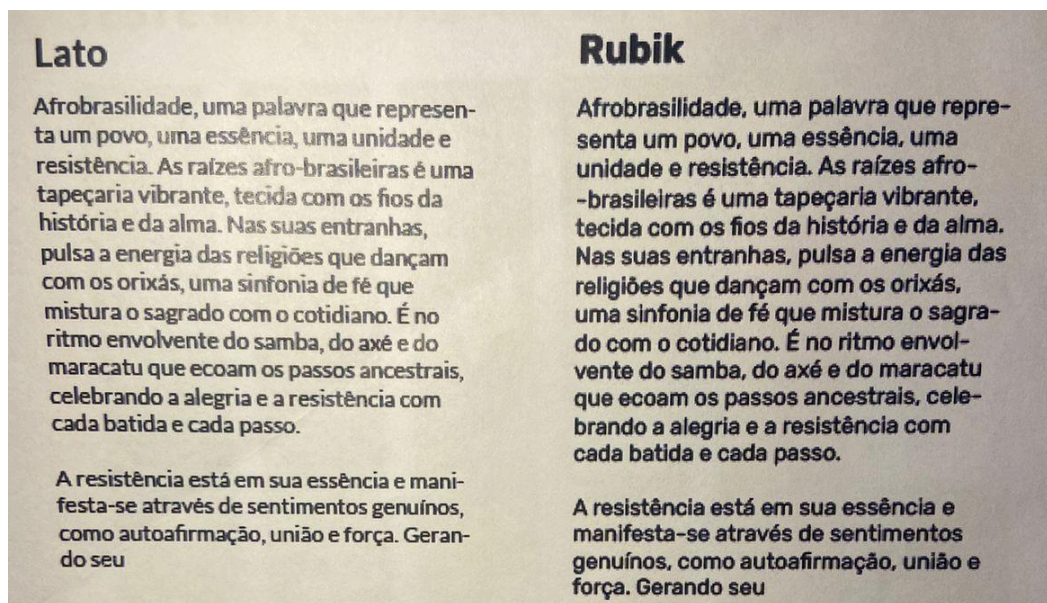 Lato
Afrobrasilidade, uma palavra que represen-
ta um povo, uma essência, uma unidade e
resistência. As raízes afro-brasileiras é uma
tapeçaria vibrante, tecida com os fios da
história e da alma. Nas suas entranhas,
pulsa a energia das religiões que dançam
com os orixás, uma sinfonia de fé que
mistura o sagrado com o cotidiano. É no
ritmo envolvente do samba, do axé e do
maracatu que ecoam os passos ancestrais,
celebrando a alegria e a resistência com
cada batida e cada passo.
A resistência está em sua essência e mani-
festa-se através de sentimentos genuínos,
como autoafirmação, união e força. Geran-
do seu
Rubik
Afrobrasilidade, uma palavra que repre-
senta um povo, uma essência, uma
unidade e resistência. As raízes afro-
-brasileiras é uma tapeçaria vibrante,
tecida com os fios da história e da alma.
Nas suas entranhas, pulsa a energia das
religiões que dançam com os orixás,
uma sinfonia de fé que mistura o sagra-
do com o cotidiano. É no ritmo envol-
vente do samba, do axé e do maracatu
que ecoam os passos ancestrais, cele-
brando a alegria e a resistência com
cada batida e cada passo.
A resistência está em sua essência e
manifesta-se através de sentimentos
genuínos, como autoafirmação, união e
força. Gerando seu